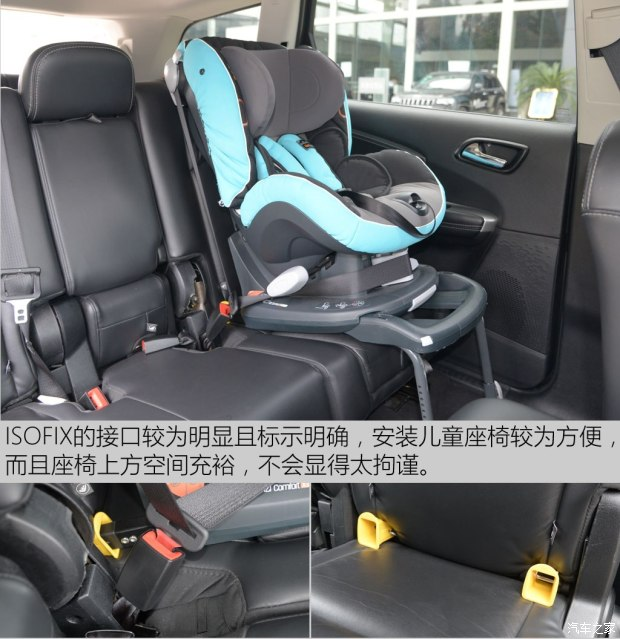 ISOFIX的接口较为明显且标示明确，安装儿童座椅较为方便，
而且座椅上方空间充裕，不会显得太拘谨。
comfort
汽车之家